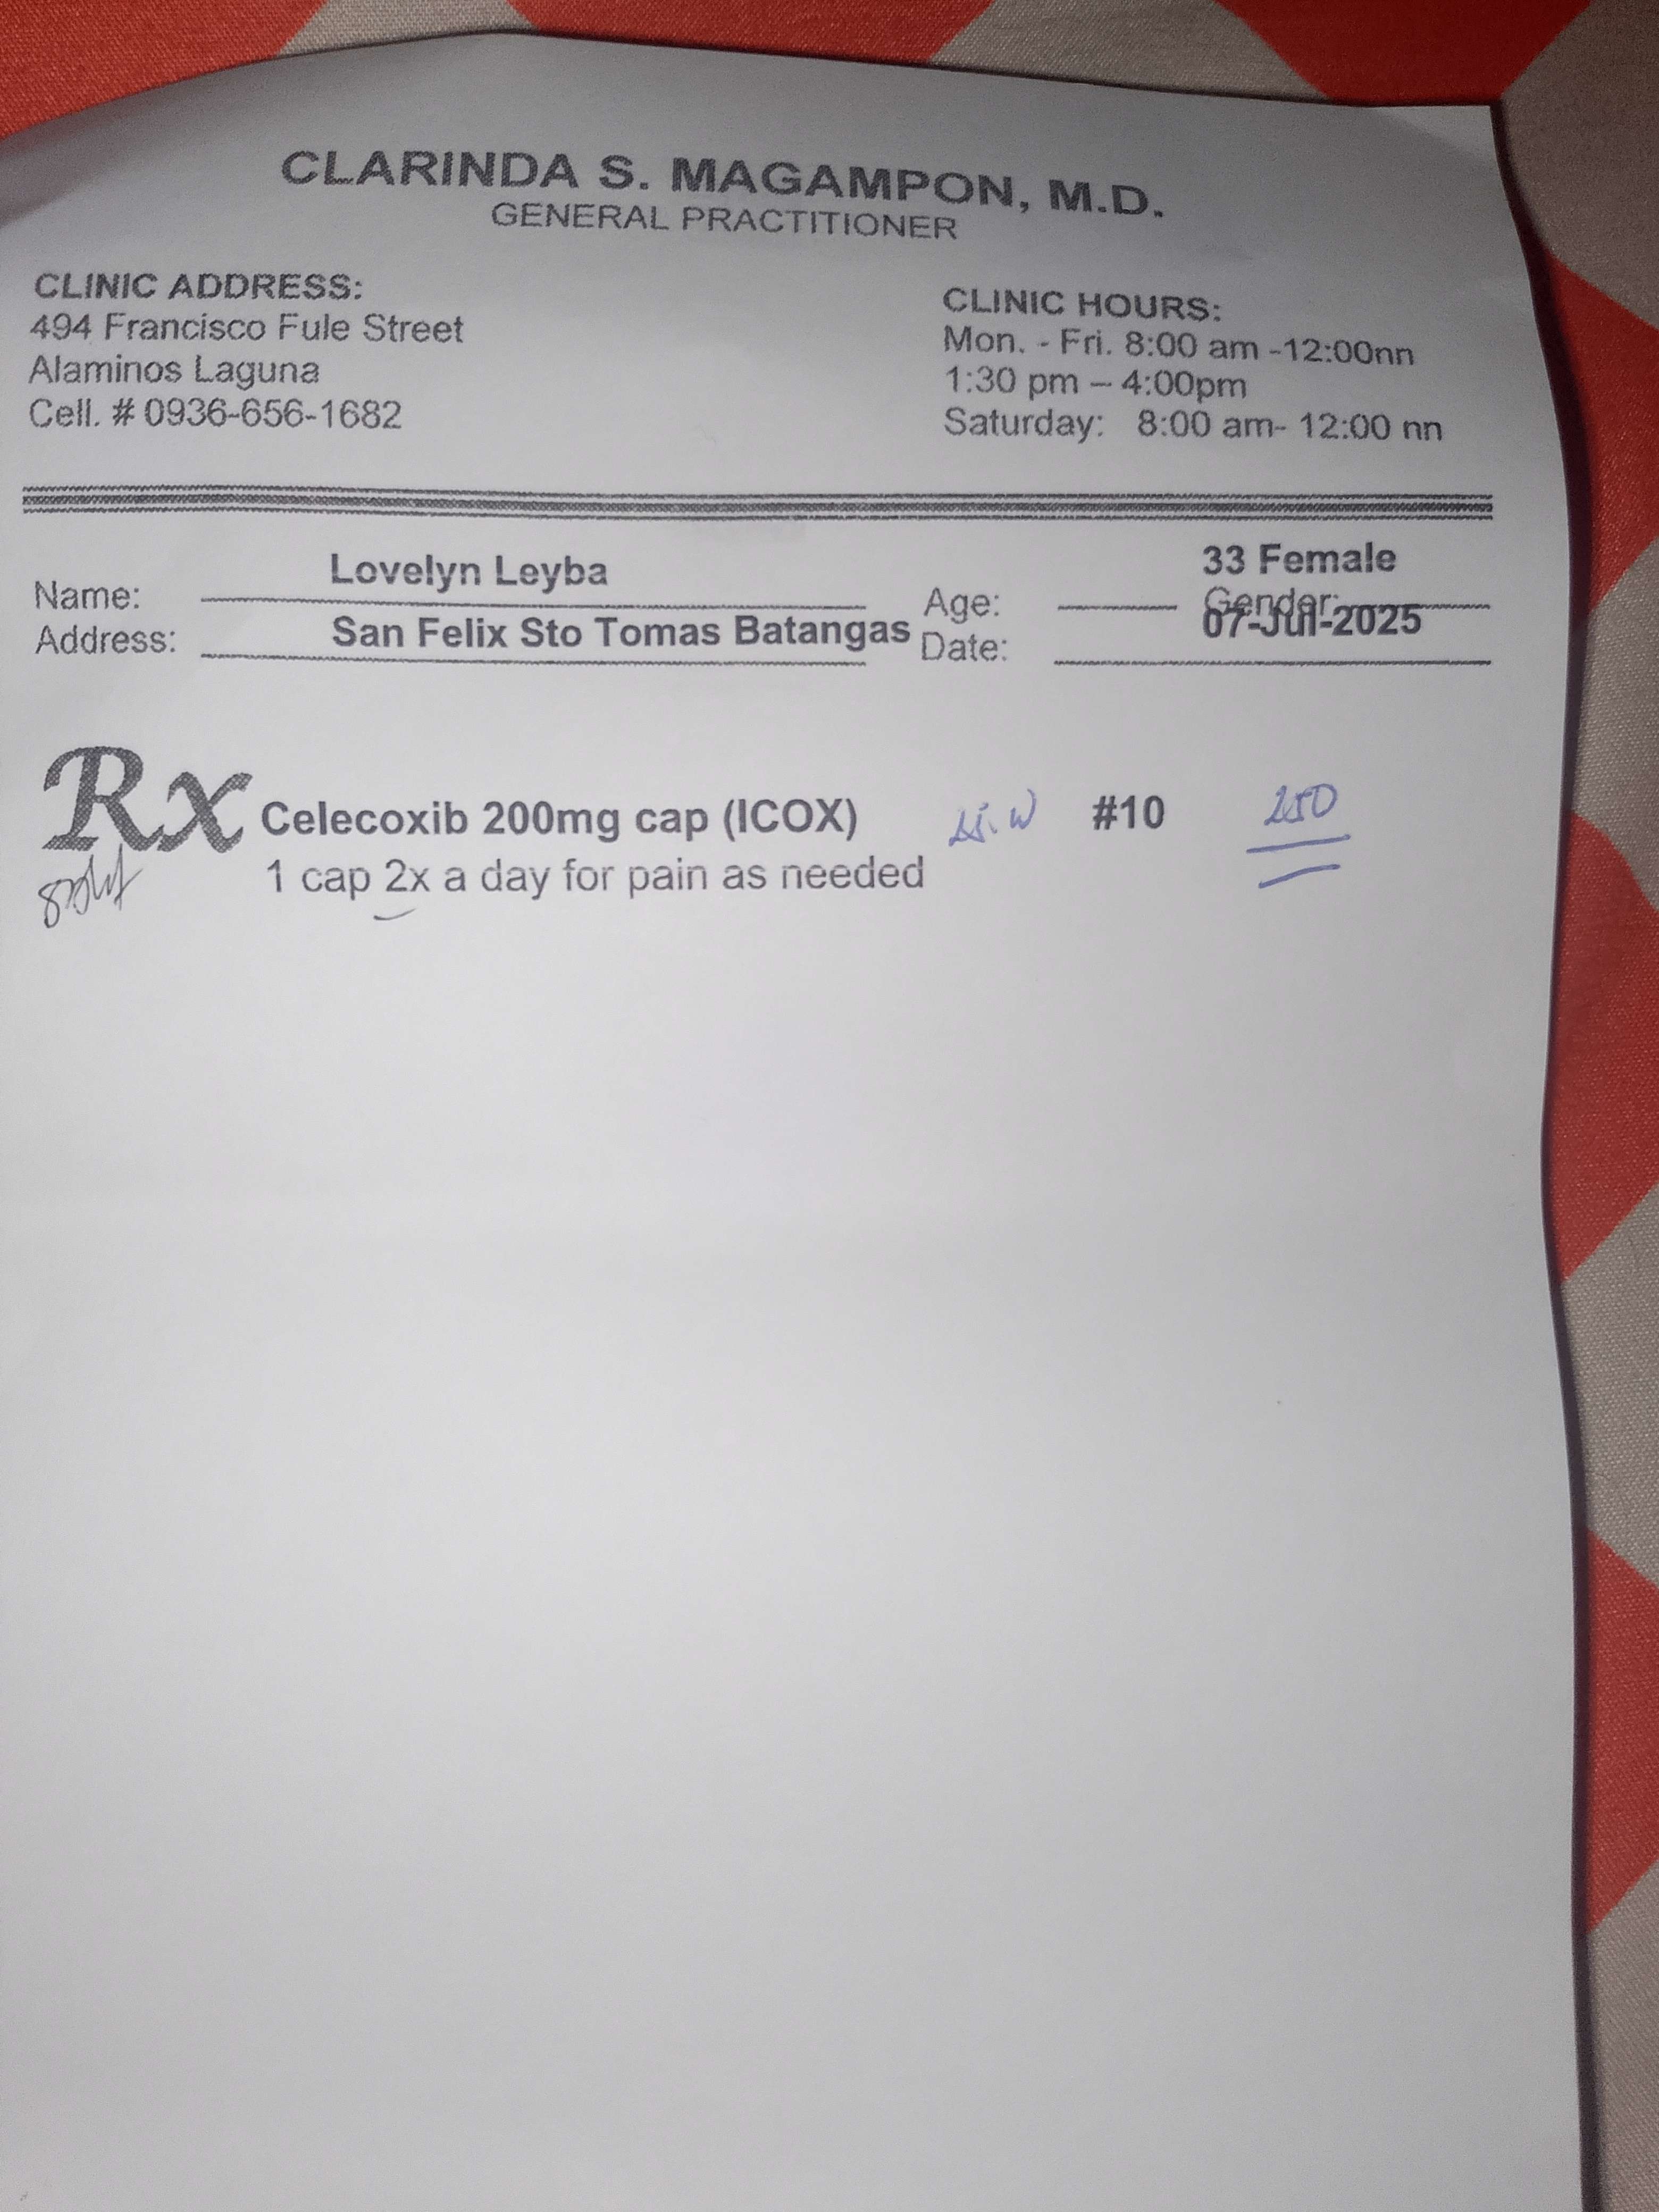 CLARINDA S. MAGAMPON, M.D.
GENERAL PRACTITIONER
CLINIC ADDRESS:
494 Francisco Fule Street
Alaminos Laguna
Cell. # 0936-656-1682
CLINIC HOURS:
Mon. - Fri. 8:00 am -12:00nn
1:30 pm – 4:00pm
Saturday: 8:00 am- 12:00 nn
Name: Lovelyn Leyba Age: 33 Female Gender:
Address: San Felix Sto Tomas Batangas Date: 07-Jul-2025
Rx Celecoxib 200mg cap (ICOX) #10 250
1 cap 2x a day for pain as needed